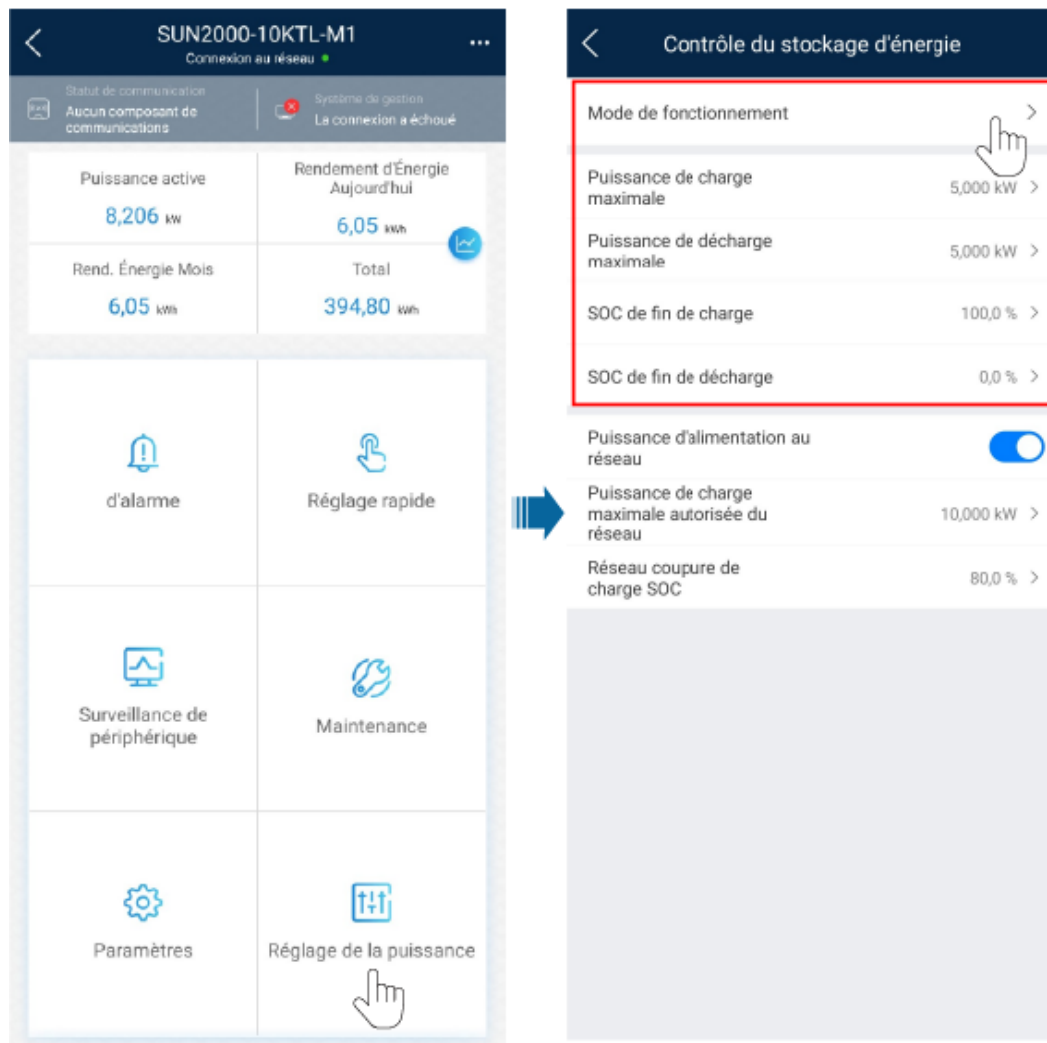 SUN2000-10KTL-M1
Connexion au réseau
Statut de communication
Aucun composant de
communications
Système de gestion
La connexion a échoué
Puissance active
8,206 kW
Rendement d'Énergie
Aujourd'hui
6,05 kWh
Rend. Énergie Mois
6,05 kWh
Total
394,80 kWh
d'alarme
Réglage rapide
Surveillance de
périphérique
Maintenance
Paramètres
Réglage de la puissance
Contrôle du stockage d'énergie
Mode de fonctionnement
Puissance de charge
maximale
5,000 kW
Puissance de décharge
maximale
5,000 kW
SOC de fin de charge
100,0 %
SOC de fin de décharge
0,0 %
Puissance d'alimentation au
réseau
Puissance de charge
maximale autorisée du
réseau
10,000 kW
Réseau coupure de
charge SOC
80,0 %